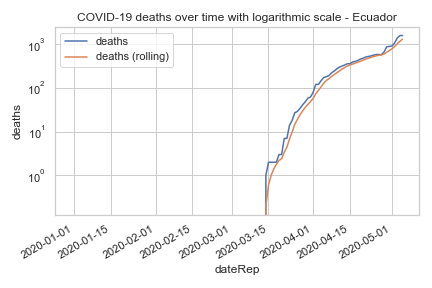 COVID-19 deaths over time with logarithmic scale - Ecuador
deaths
deaths (rolling)
10³
10²
10¹
10⁰
deaths
2020-01-01
2020-01-15
2020-02-01
2020-02-15
2020-03-01
2020-03-15
2020-04-01
2020-04-15
2020-05-01
dateRep